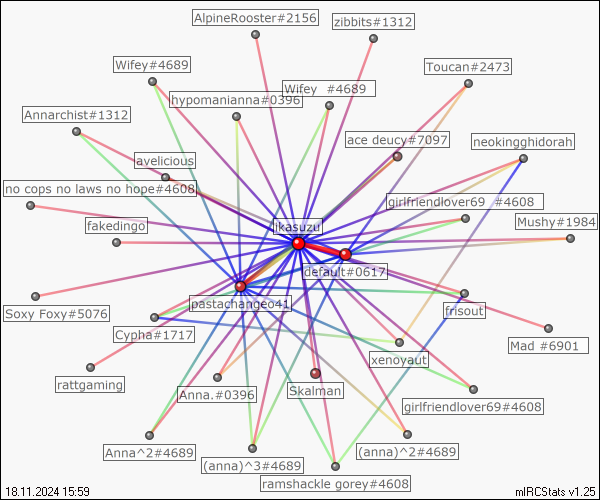 AlpineRooster#2156
zibbits#1312
Wifey#4689
Toucan#2473
Wifey #4689
hypomanianna#0396
Annarchist#1312
ace deucy#7097
neokingghidorah
avelicious
no cops no laws no hope#4608
girlfriendlover69 #4608
Mushy#1984
fakedingo
jikasuzu
default#0617
pastachange041
Soxy Foxy#5076
frisout
Cypha#1717
Mad #6901
xenoyaut
rattgaming
Anna.#0396
Skalman
girlfriendlover69#4608
Anna^2#4689
(anna)^3#4689
(anna)^2#4689
ramshackle gorey#4608
18.11.2024 15:59
mIRCStats v1.25